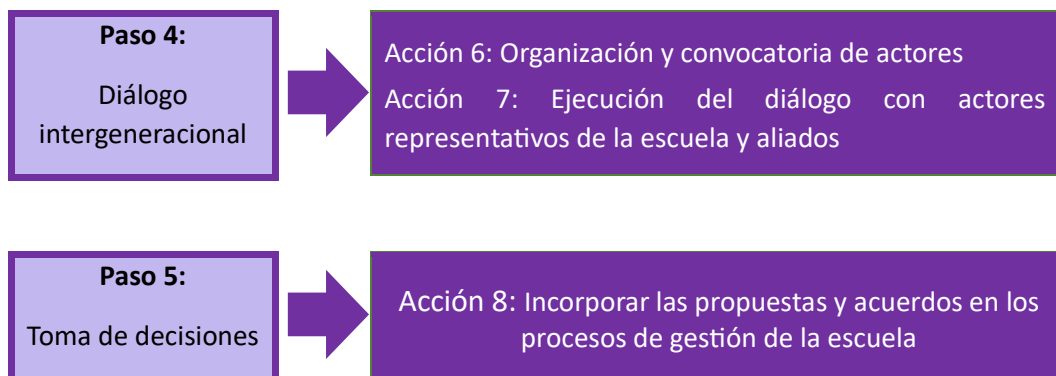 Paso 4:
Diálogo
intergeneracional
Acción 6: Organización y convocatoria de actores
Acción 7: Ejecución del diálogo con actores
representativos de la escuela y aliados
Paso 5:
Toma de decisiones
Acción 8: Incorporar las propuestas y acuerdos en los
procesos de gestión de la escuela